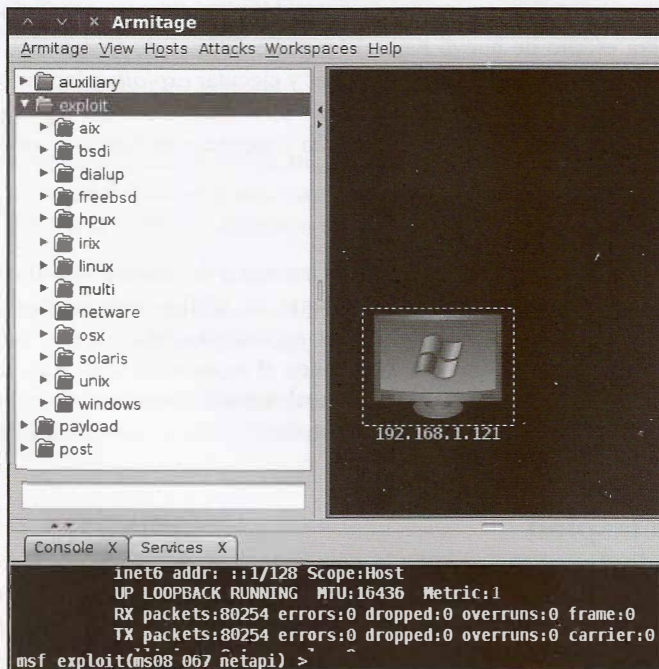 Armitage
Armitage View Hosts Attacks Workspaces Help
auxiliary
exploit
aix
bsdi
dialup
freebsd
hpux
irix
linux
multi
netware
osx
solaris
unix
windows
payload
post
192.168.1.121
Console X Services X
inet6 addr: ::1/128 Scope:Host
UP LOOPBACK RUNNING MTU:16436 Metric:1
RX packets:80254 errors:0 dropped:0 overruns:0 frame:0
TX packets:80254 errors:0 dropped:0 overruns:0 carrier:0
msf exploit(ms08_067_netapi) >